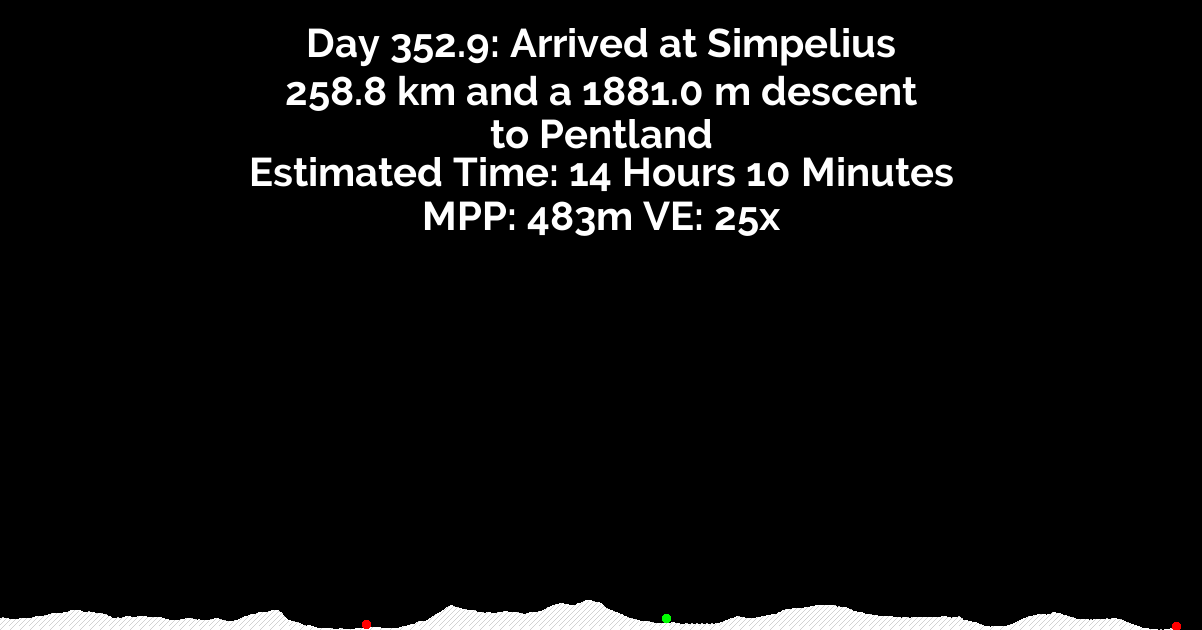 Day 352.9: Arrived at Simpelius
258.8 km and a 1881.0 m descent
to Pentland
Estimated Time: 14 Hours 10 Minutes
MPP: 483m VE: 25x